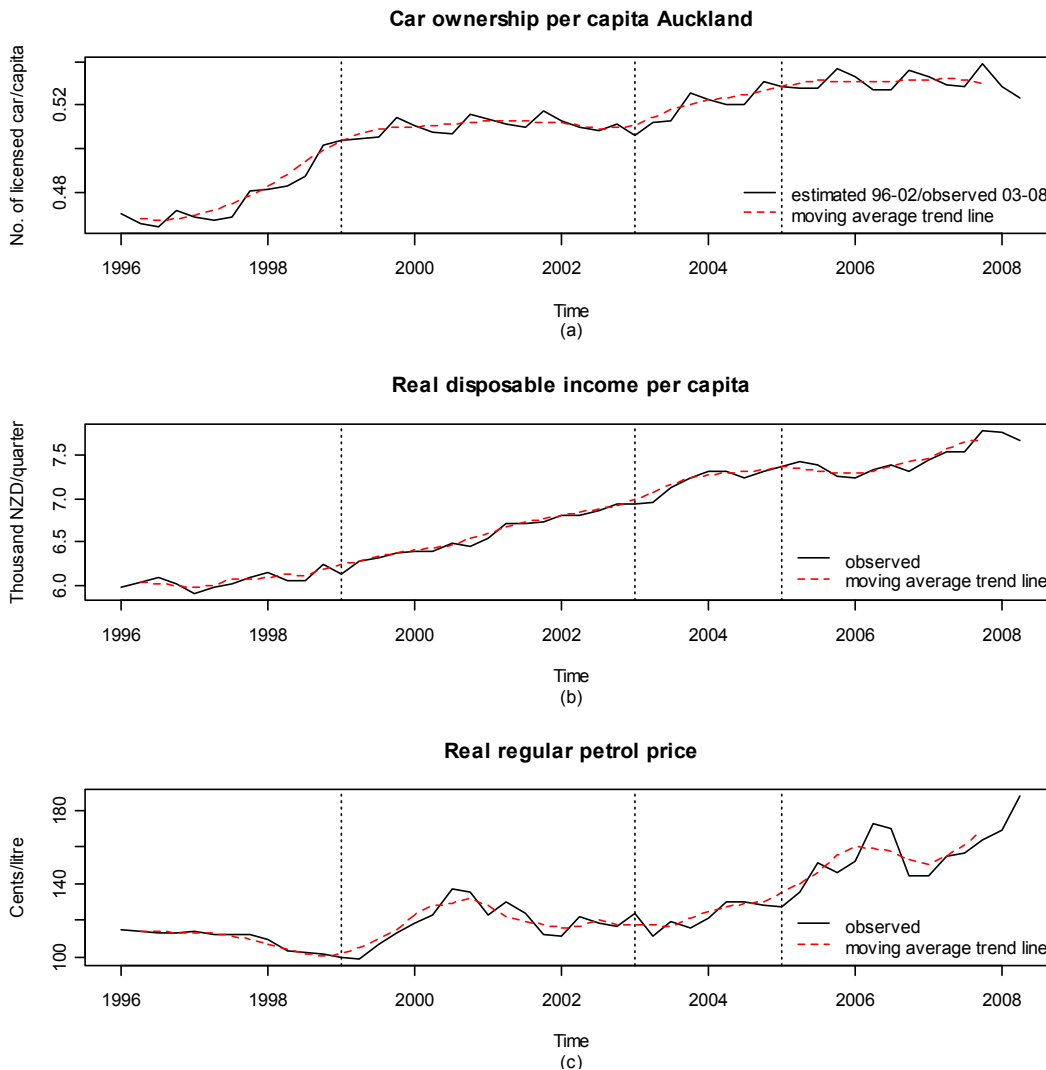 Car ownership per capita Auckland
No. of licensed car/capita
0.52
0.48
estimated 96-02/observed 03-08
moving average trend line
1996 1998 2000 2002 2004 2006 2008
Time
(a)
Real disposable income per capita
Thousand NZD/quarter
7.5
7.0
6.5
6.0
observed
moving average trend line
1996 1998 2000 2002 2004 2006 2008
Time
(b)
Real regular petrol price
Cents/litre
180
140
100
observed
moving average trend line
1996 1998 2000 2002 2004 2006 2008
Time
(c)